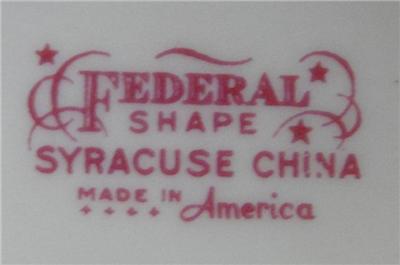 FEDERAL
SHAPE
SYRACUSE CHINA
MADE IN America